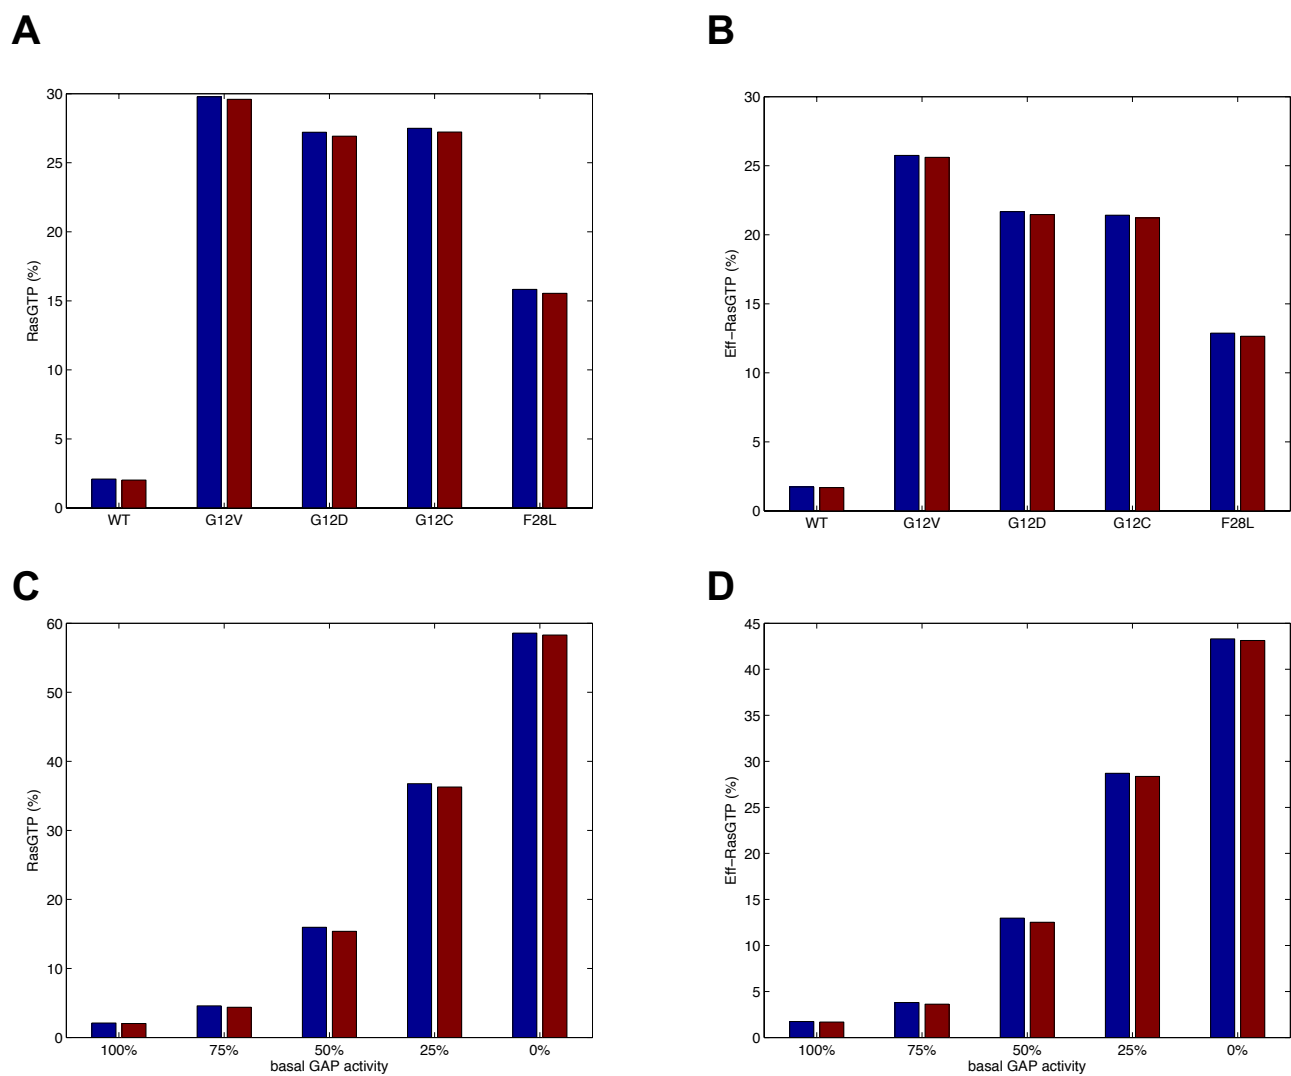 A
RasGTP (%)
30
25
20
15
10
5
0
WT G12V G12D G12C F28L
B
Eff−RasGTP (%)
30
25
20
15
10
5
0
WT G12V G12D G12C F28L
C
RasGTP (%)
60
50
40
30
20
10
0
100% 75% 50% 25% 0%
basal GAP activity
D
Eff−RasGTP (%)
45
40
35
30
25
20
15
10
5
0
100% 75% 50% 25% 0%
basal GAP activity